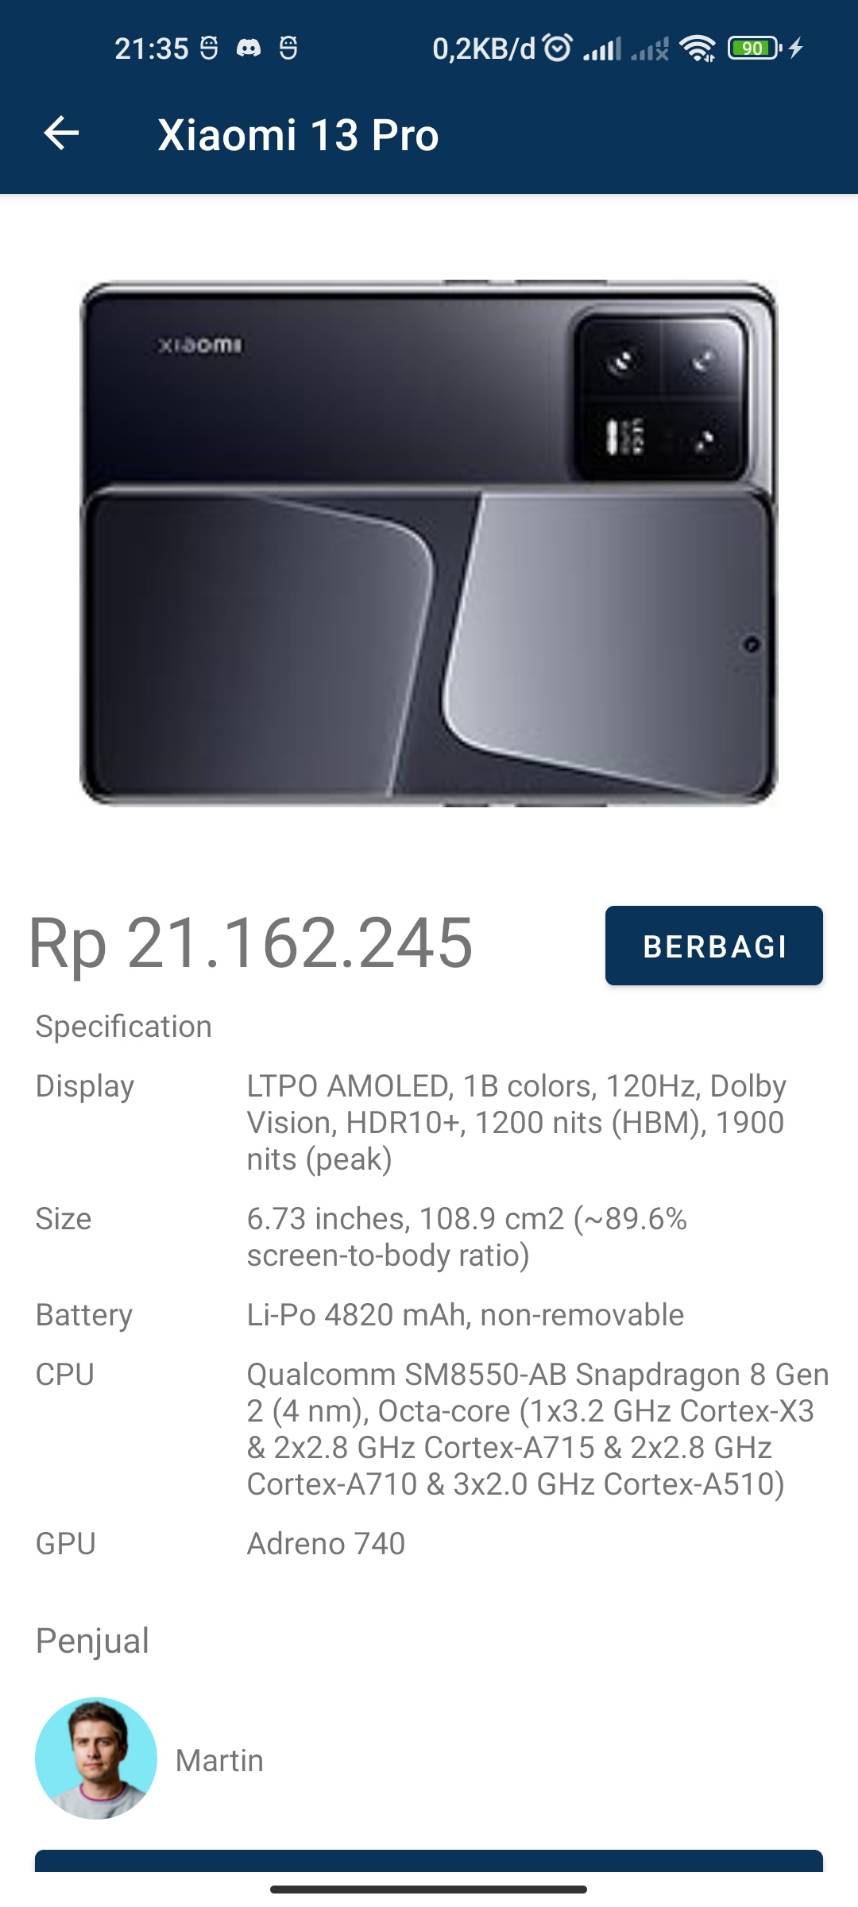 21:35 0,2KB/d 90
Xiaomi 13 Pro
xiaomi
Rp 21.162.245
BERBAGI
Specification
Display
LTPO AMOLED, 1B colors, 120Hz, Dolby
Vision, HDR10+, 1200 nits (HBM), 1900
nits (peak)
Size
6.73 inches, 108.9 cm2 (~89.6%
screen-to-body ratio)
Battery
Li-Po 4820 mAh, non-removable
CPU
Qualcomm SM8550-AB Snapdragon 8 Gen
2 (4 nm), Octa-core (1x3.2 GHz Cortex-X3
& 2x2.8 GHz Cortex-A715 & 2x2.8 GHz
Cortex-A710 & 3x2.0 GHz Cortex-A510)
GPU
Adreno 740
Penjual
Martin